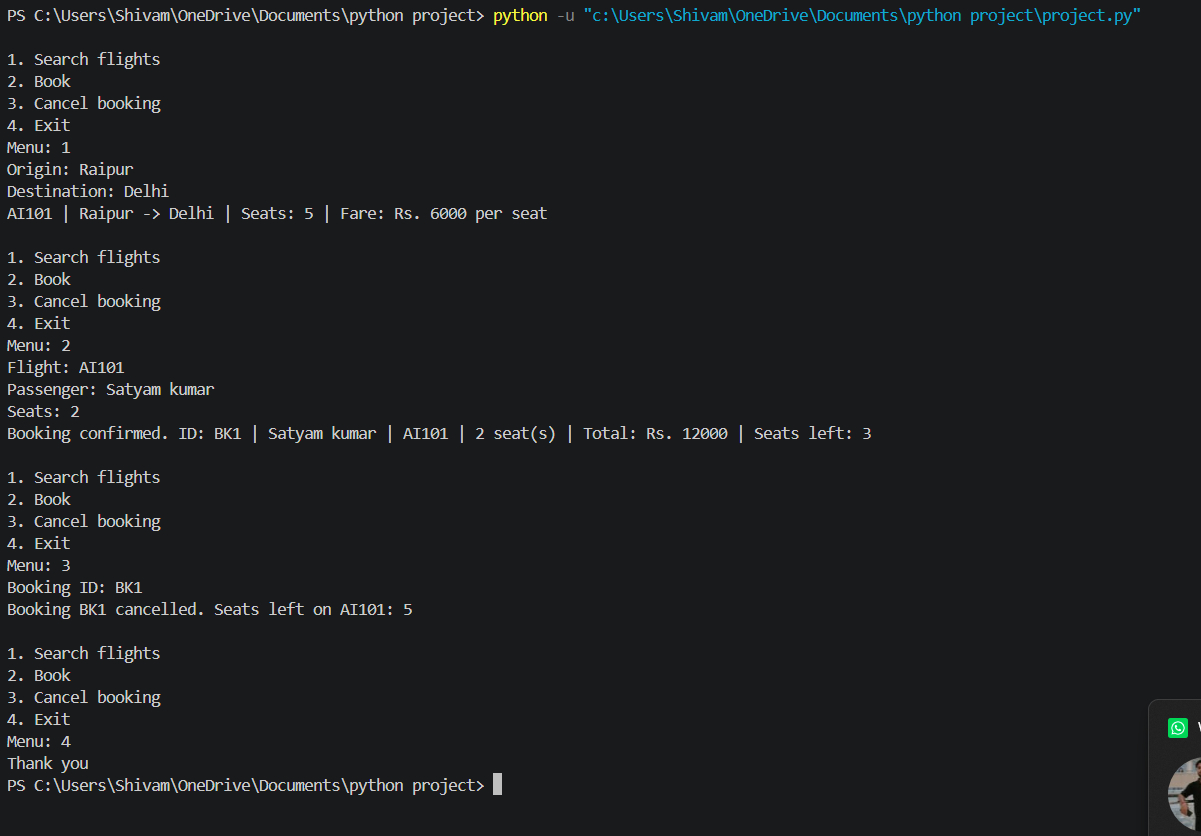 PS C:\Users\Shivam\OneDrive\Documents\python project> python -u "c:\Users\Shivam\OneDrive\Documents\python project\project.py"
1. Search flights
2. Book
3. Cancel booking
4. Exit
Menu: 1
Origin: Raipur
Destination: Delhi
AI101 | Raipur -> Delhi | Seats: 5 | Fare: Rs. 6000 per seat
1. Search flights
2. Book
3. Cancel booking
4. Exit
Menu: 2
Flight: AI101
Passenger: Satyam kumar
Seats: 2
Booking confirmed. ID: BK1 | Satyam kumar | AI101 | 2 seat(s) | Total: Rs. 12000 | Seats left: 3
1. Search flights
2. Book
3. Cancel booking
4. Exit
Menu: 3
Booking ID: BK1
Booking BK1 cancelled. Seats left on AI101: 5
1. Search flights
2. Book
3. Cancel booking
4. Exit
Menu: 4
Thank you
PS C:\Users\Shivam\OneDrive\Documents\python project>